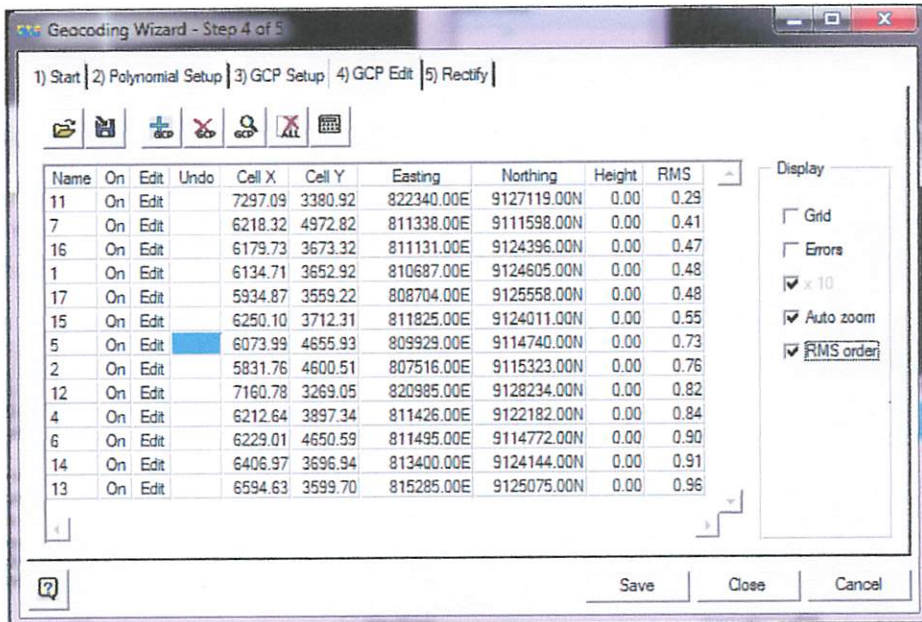 Geocoding Wizard - Step 4 of 5
1) Start 2) Polynomial Setup 3) GCP Setup 4) GCP Edit 5) Rectify
GCP GCP GCP ALL
Name On Edit Undo Cell X Cell Y Easting Northing Height RMS
11 On Edit 7297.09 3380.92 822340.00E 9127119.00N 0.00 0.29
7 On Edit 6218.32 4972.82 811338.00E 9111598.00N 0.00 0.41
16 On Edit 6179.73 3673.32 811131.00E 9124396.00N 0.00 0.47
1 On Edit 6134.71 3652.92 810687.00E 9124605.00N 0.00 0.48
17 On Edit 5934.87 3559.22 808704.00E 9125558.00N 0.00 0.48
15 On Edit 6250.10 3712.31 811825.00E 9124011.00N 0.00 0.55
5 On Edit 6073.99 4655.93 809929.00E 9114740.00N 0.00 0.73
2 On Edit 5831.76 4600.51 807516.00E 9115323.00N 0.00 0.76
12 On Edit 7160.78 3269.05 820985.00E 9128234.00N 0.00 0.82
4 On Edit 6212.64 3897.34 811426.00E 9122182.00N 0.00 0.84
6 On Edit 6229.01 4650.59 811495.00E 9114772.00N 0.00 0.90
14 On Edit 6406.97 3696.94 813400.00E 9124144.00N 0.00 0.91
13 On Edit 6594.63 3599.70 815285.00E 9125075.00N 0.00 0.96
Display
Grid
Errors
x 10
Auto zoom
RMS order
Save Close Cancel